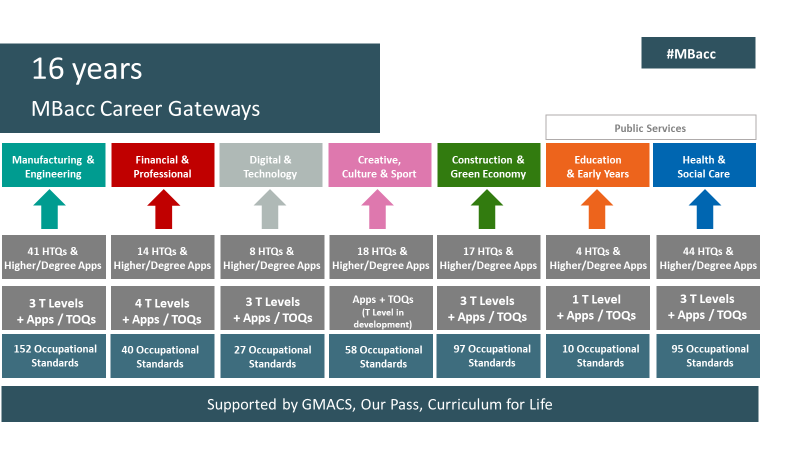 16 years
MBacc Career Gateways
#MBacc
Public Services
Manufacturing &
Engineering
Financial &
Professional
Digital &
Technology
Creative,
Culture & Sport
Construction &
Green Economy
Education
& Early Years
Health &
Social Care
41 HTQs &
Higher/Degree Apps
14 HTQs &
Higher/Degree Apps
8 HTQs &
Higher/Degree Apps
18 HTQs &
Higher/Degree Apps
17 HTQs &
Higher/Degree Apps
4 HTQs &
Higher/Degree Apps
44 HTQs &
Higher/Degree Apps
3 T Levels
+ Apps / TOQs
4 T Levels
+ Apps / TOQs
3 T Levels
+ Apps / TOQs
Apps + TOQs
(T Level in
development)
3 T Levels
+ Apps / TOQs
1 T Level
+ Apps / TOQs
3 T Levels
+ Apps / TOQs
152 Occupational
Standards
40 Occupational
Standards
27 Occupational
Standards
58 Occupational
Standards
97 Occupational
Standards
10 Occupational
Standards
95 Occupational
Standards
Supported by GMACS, Our Pass, Curriculum for Life